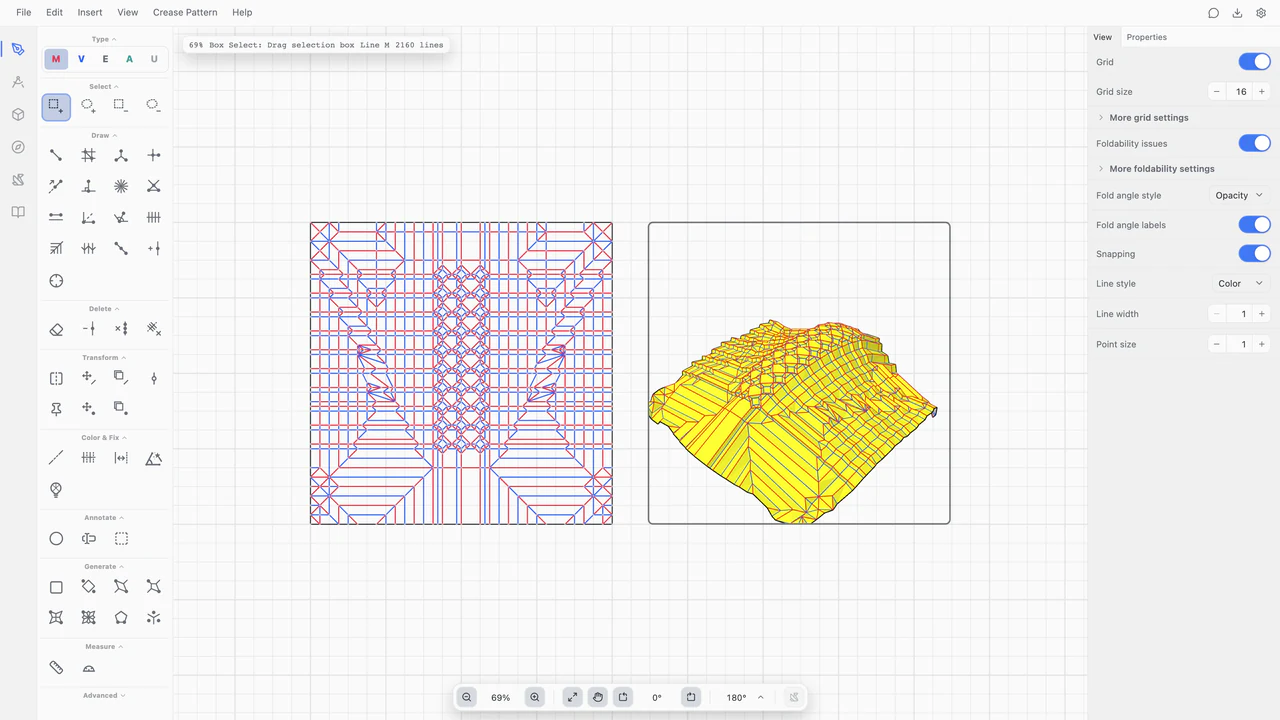 File Edit Insert View Crease Pattern Help
Type
M V E A U
69% Box Select: Drag selection box Line M 2160 lines
Select
Draw
Delete
Transform
Color & Fix
Annotate
Generate
Measure
Advanced
View Properties
Grid
Grid size 16
More grid settings
Foldability issues
More foldability settings
Fold angle style Opacity
Fold angle labels
Snapping
Line style Color
Line width 1
Point size 1
69% 0° 180°